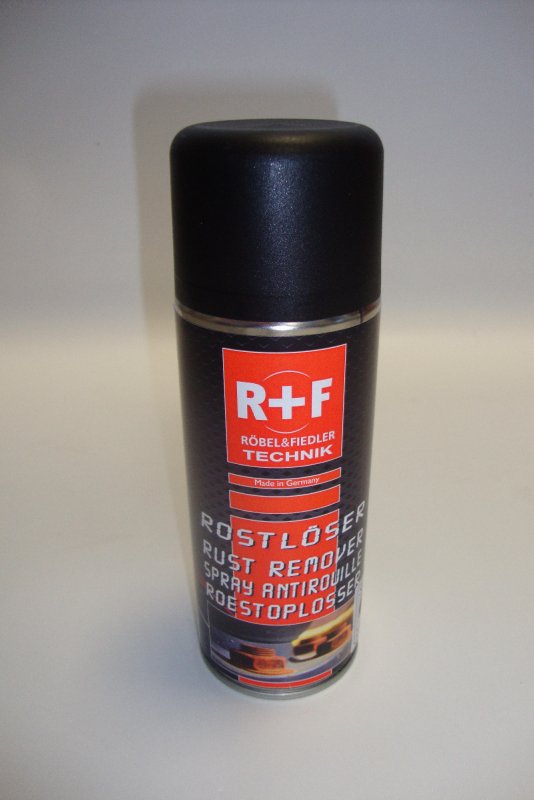 R+F
RÖBEL&FIEDLER
TECHNIK
Made in Germany
ROSTLÖSER
RUST REMOVER
SPRAY ANTIROUILLE
ROESTOPLOSSER